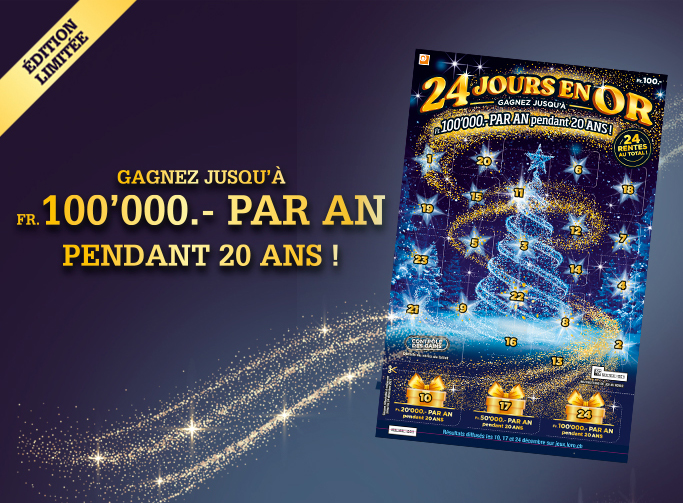 ÉDITION
LIMITÉE
GAGNEZ JUSQU'À
FR. 100'000.- PAR AN
PENDANT 20 ANS !
Fr. 100.-
24 JOURS EN OR
GAGNEZ JUSQU'À
Fr. 100'000.- PAR AN pendant 20 ANS !
24
RENTES
AU TOTAL !
1
20
6
18
15
11
19
12
7
5
3
23
14
4
22
21
9
8
2
16
13
CONTRÔLE
DES GAINS
10
17
24
Fr. 20'000.- PAR AN
pendant 20 ANS
Fr. 50'000.- PAR AN
pendant 20 ANS
Fr. 100'000.- PAR AN
pendant 20 ANS
Résultats diffusés les 10, 17 et 24 décembre sur jeux.loro.ch